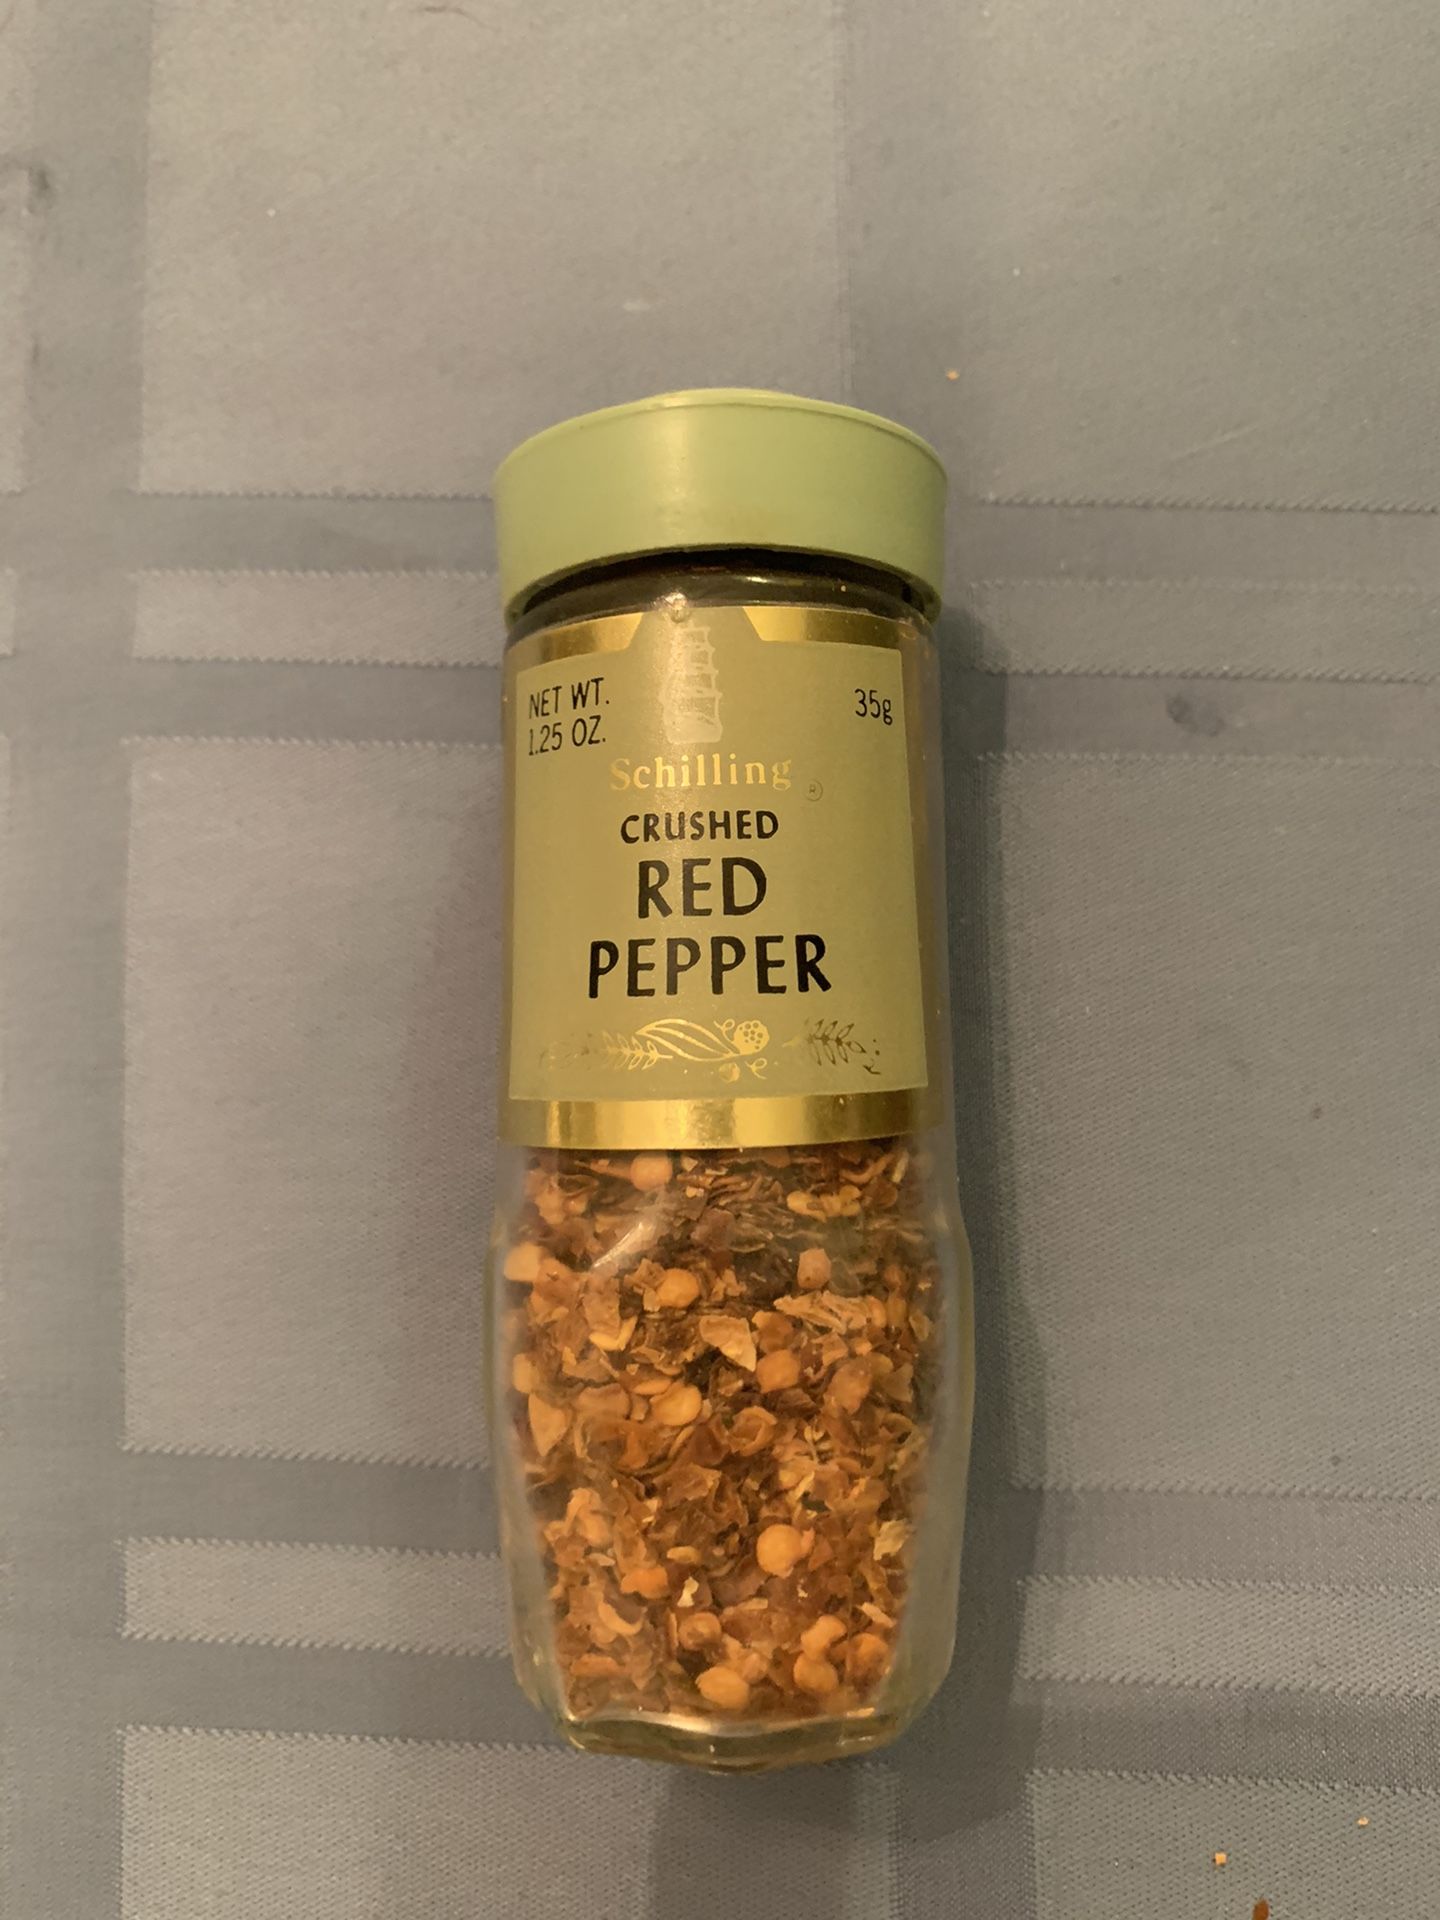 NET WT.
1.25 OZ.
35g
Schilling ®
CRUSHED
RED
PEPPER